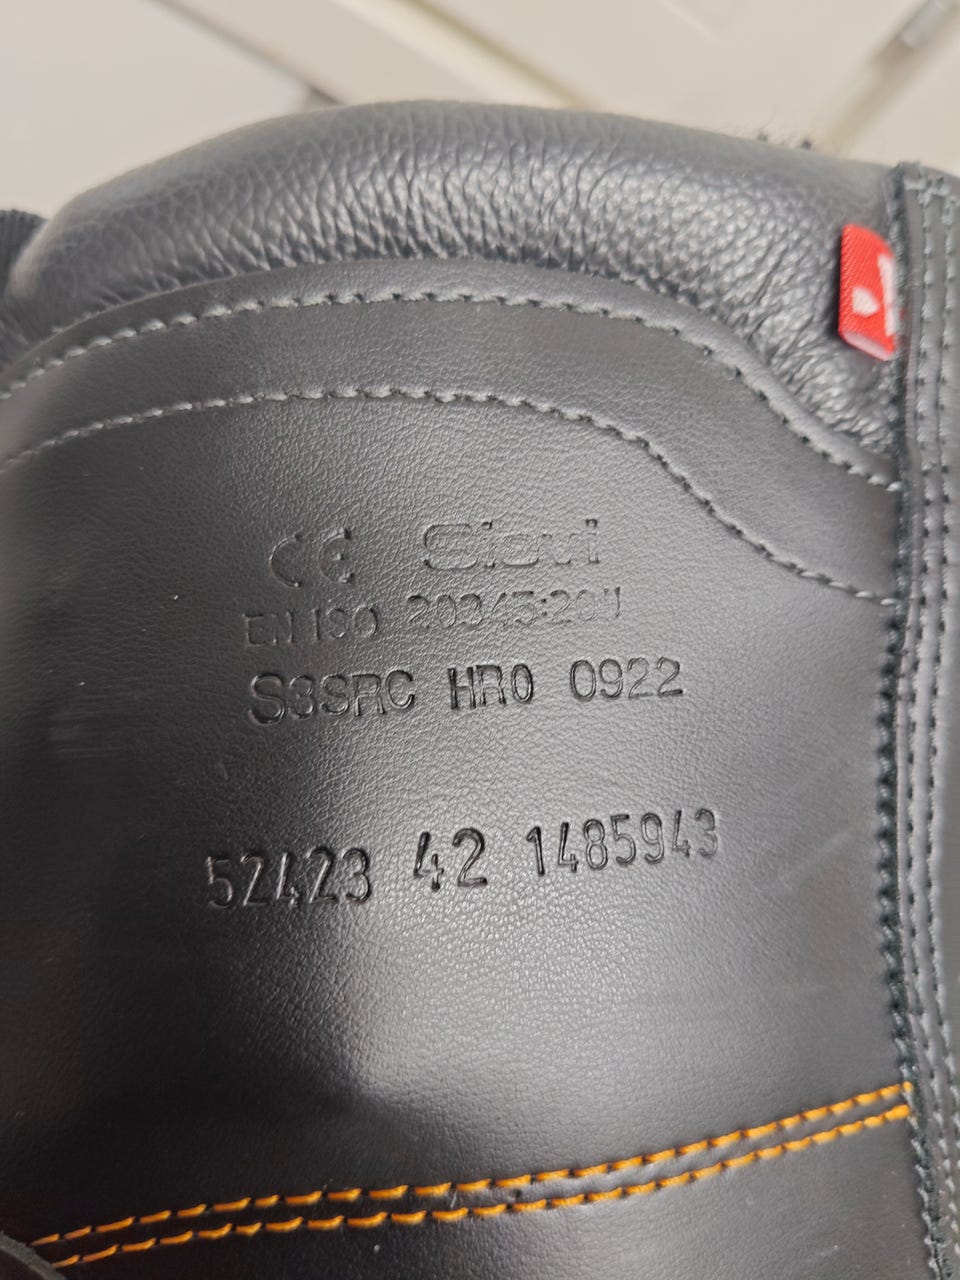 CE Sievi
EN ISO 20345:2011
S3SRC HRO 0922
52423 42 1485943